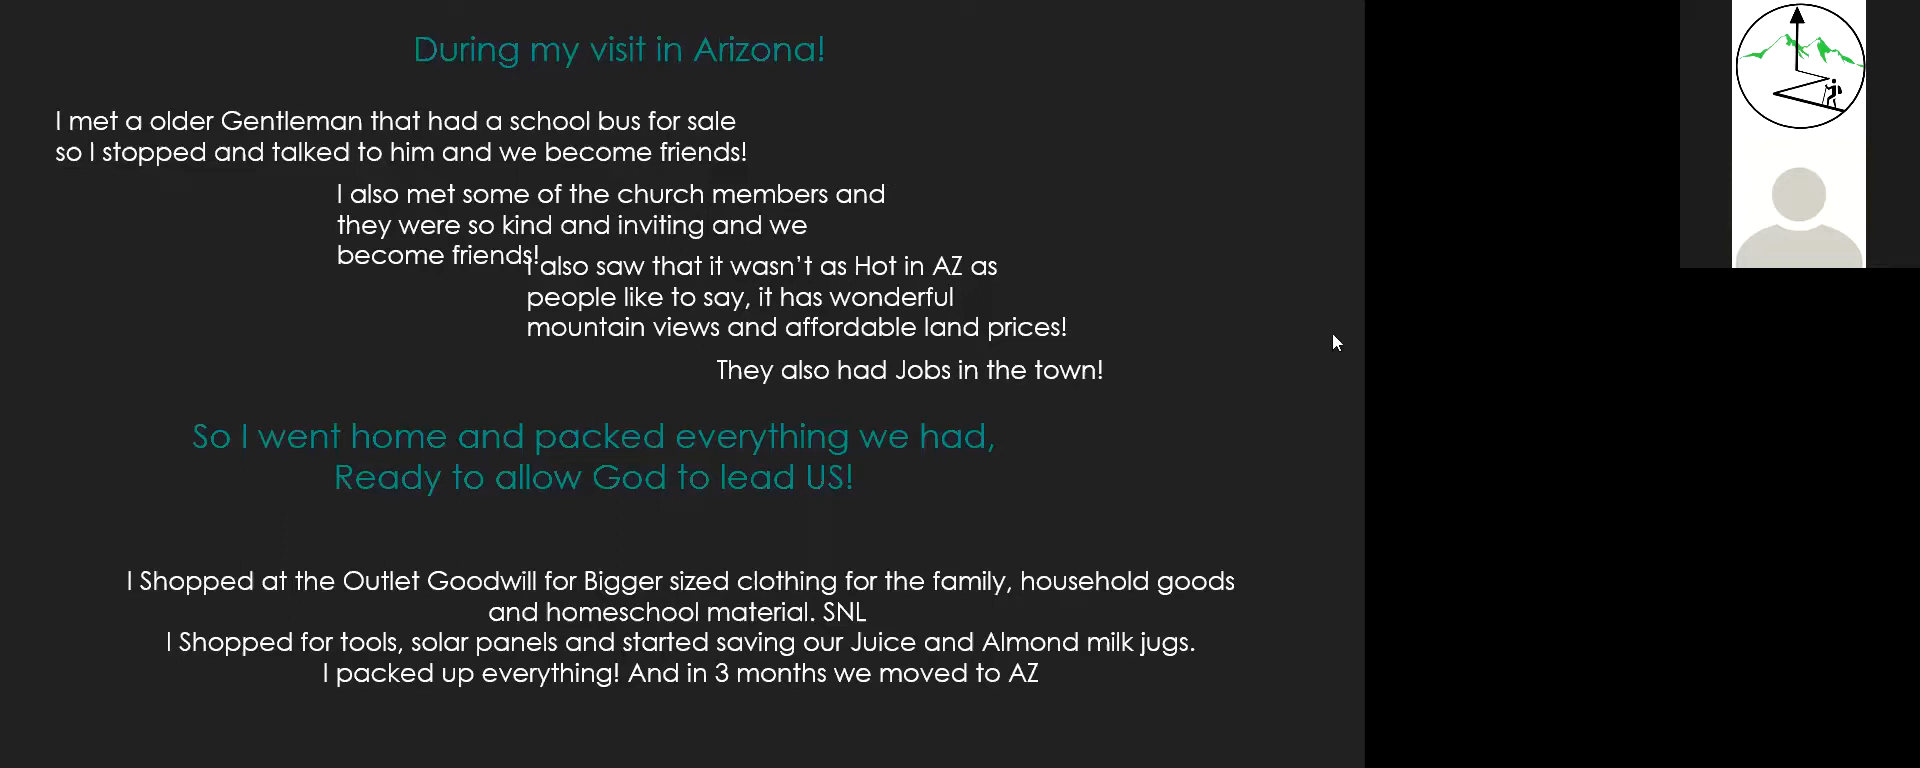 During my visit in Arizona!
I met a older Gentleman that had a school bus for sale
so I stopped and talked to him and we become friends!
I also met some of the church members and
they were so kind and inviting and we
become friends!
I also saw that it wasn’t as Hot in AZ as
people like to say, it has wonderful
mountain views and affordable land prices!
They also had Jobs in the town!
So I went home and packed everything we had,
Ready to allow God to lead US!
I Shopped at the Outlet Goodwill for Bigger sized clothing for the family, household goods
and homeschool material. SNL
I Shopped for tools, solar panels and started saving our Juice and Almond milk jugs.
I packed up everything! And in 3 months we moved to AZ